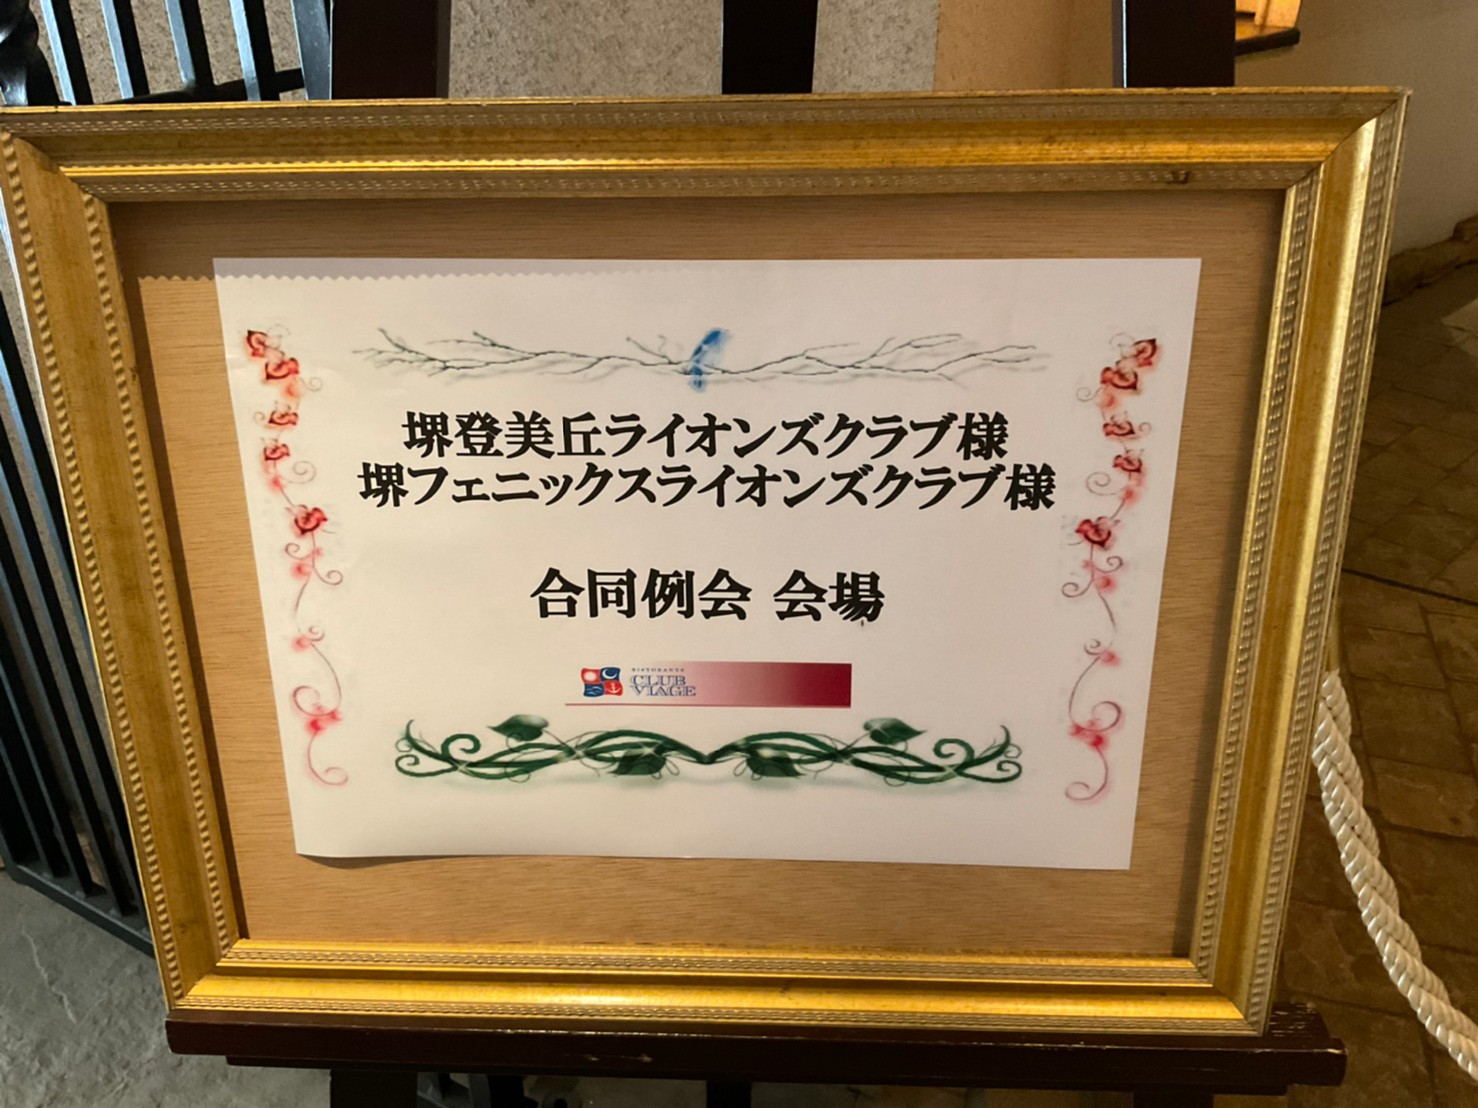 堺登美丘ライオンズクラブ様
堺フェニックスライオンズクラブ様
合同例会 会場
RISTORANTE
CLUB
VIAGE